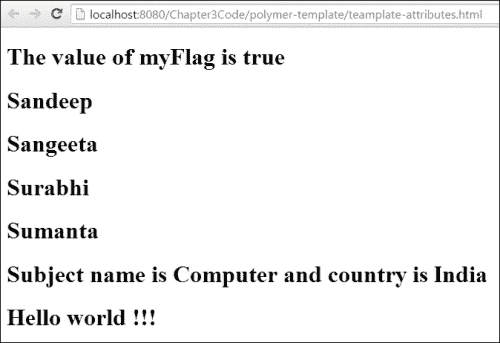 localhost:8080/Chapter3Code/polymer-template/teamplate-attributes.html
The value of myFlag is true
Sandeep
Sangeeta
Surabhi
Sumanta
Subject name is Computer and country is India
Hello world !!!